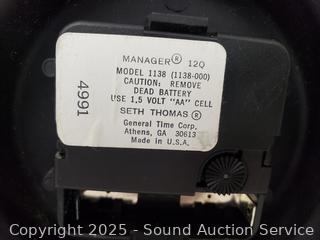 MANAGER® 12Q
MODEL 1138 (1138-000)
CAUTION: REMOVE
DEAD BATTERY
USE 1.5 VOLT "AA" CELL
SETH THOMAS®
General Time Corp.
Athens, GA 30613
Made in U.S.A.
4991
Copyright 2025 - Sound Auction Service